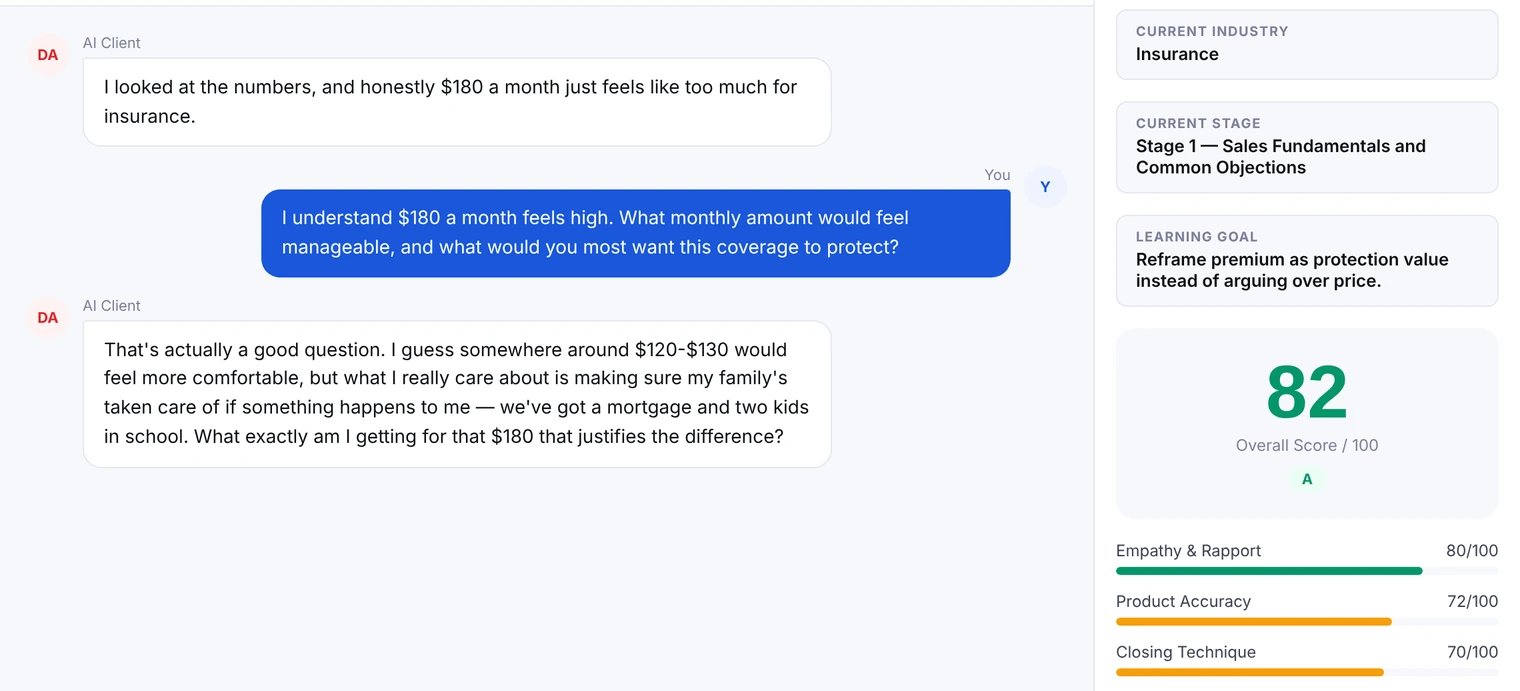 AI Client
DA
I looked at the numbers, and honestly $180 a month just feels like too much for
insurance.
You
Y
I understand $180 a month feels high. What monthly amount would feel
manageable, and what would you most want this coverage to protect?
AI Client
DA
That's actually a good question. I guess somewhere around $120-$130 would
feel more comfortable, but what I really care about is making sure my family's
taken care of if something happens to me — we've got a mortgage and two kids
in school. What exactly am I getting for that $180 that justifies the difference?
CURRENT INDUSTRY
Insurance
CURRENT STAGE
Stage 1 — Sales Fundamentals and
Common Objections
LEARNING GOAL
Reframe premium as protection value
instead of arguing over price.
82
Overall Score / 100
A
Empathy & Rapport 80/100
Product Accuracy 72/100
Closing Technique 70/100